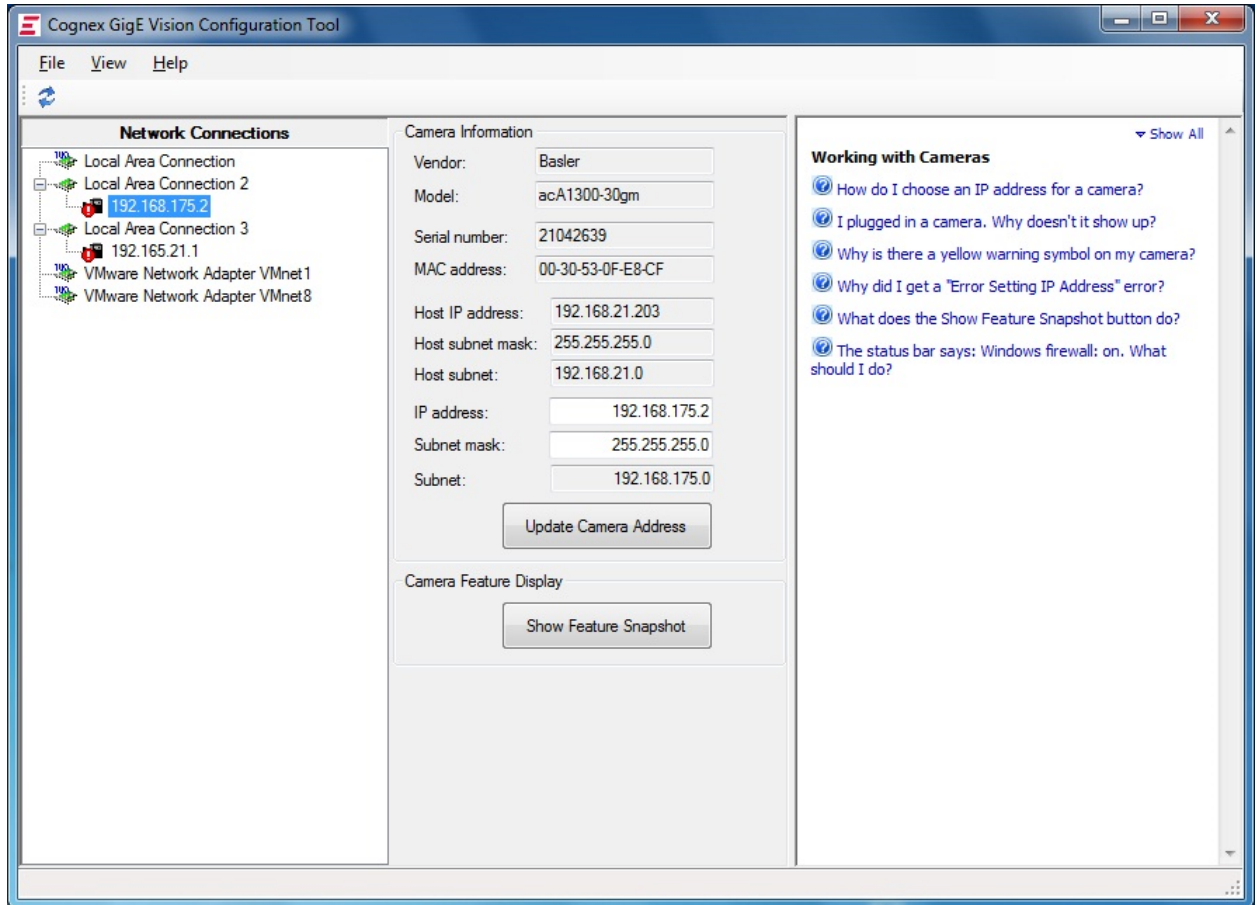 Cognex GigE Vision Configuration Tool
File View Help
Network Connections
Local Area Connection
Local Area Connection 2
192.168.175.2
Local Area Connection 3
192.165.21.1
VMware Network Adapter VMnet1
VMware Network Adapter VMnet8
Camera Information
Vendor: Basler
Model: acA1300-30gm
Serial number: 21042639
MAC address: 00-30-53-0F-E8-CF
Host IP address: 192.168.21.203
Host subnet mask: 255.255.255.0
Host subnet: 192.168.21.0
IP address: 192.168.175.2
Subnet mask: 255.255.255.0
Subnet: 192.168.175.0
Update Camera Address
Camera Feature Display
Show Feature Snapshot
Show All
Working with Cameras
How do I choose an IP address for a camera?
I plugged in a camera. Why doesn't it show up?
Why is there a yellow warning symbol on my camera?
Why did I get a "Error Setting IP Address" error?
What does the Show Feature Snapshot button do?
The status bar says: Windows firewall: on. What
should I do?